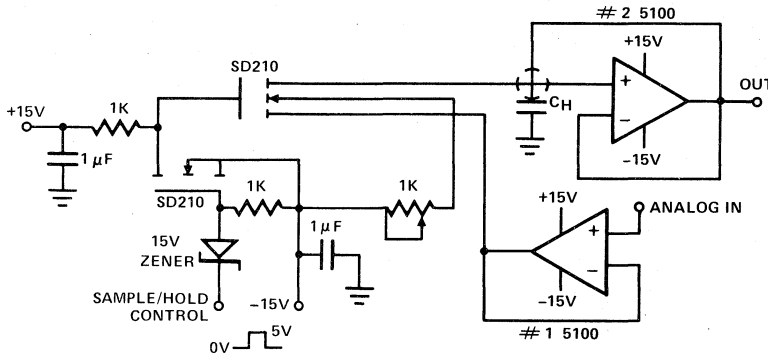 # 2 5100
+15V
SD210
OUT
+
+15V
1K
CH
−
−15V
1 µF
1K
1K
+15V
ANALOG IN
SD210
+
15V
ZENER
1 µF
−
SAMPLE/HOLD
CONTROL
−15V
−15V
# 1 5100
5V
0V